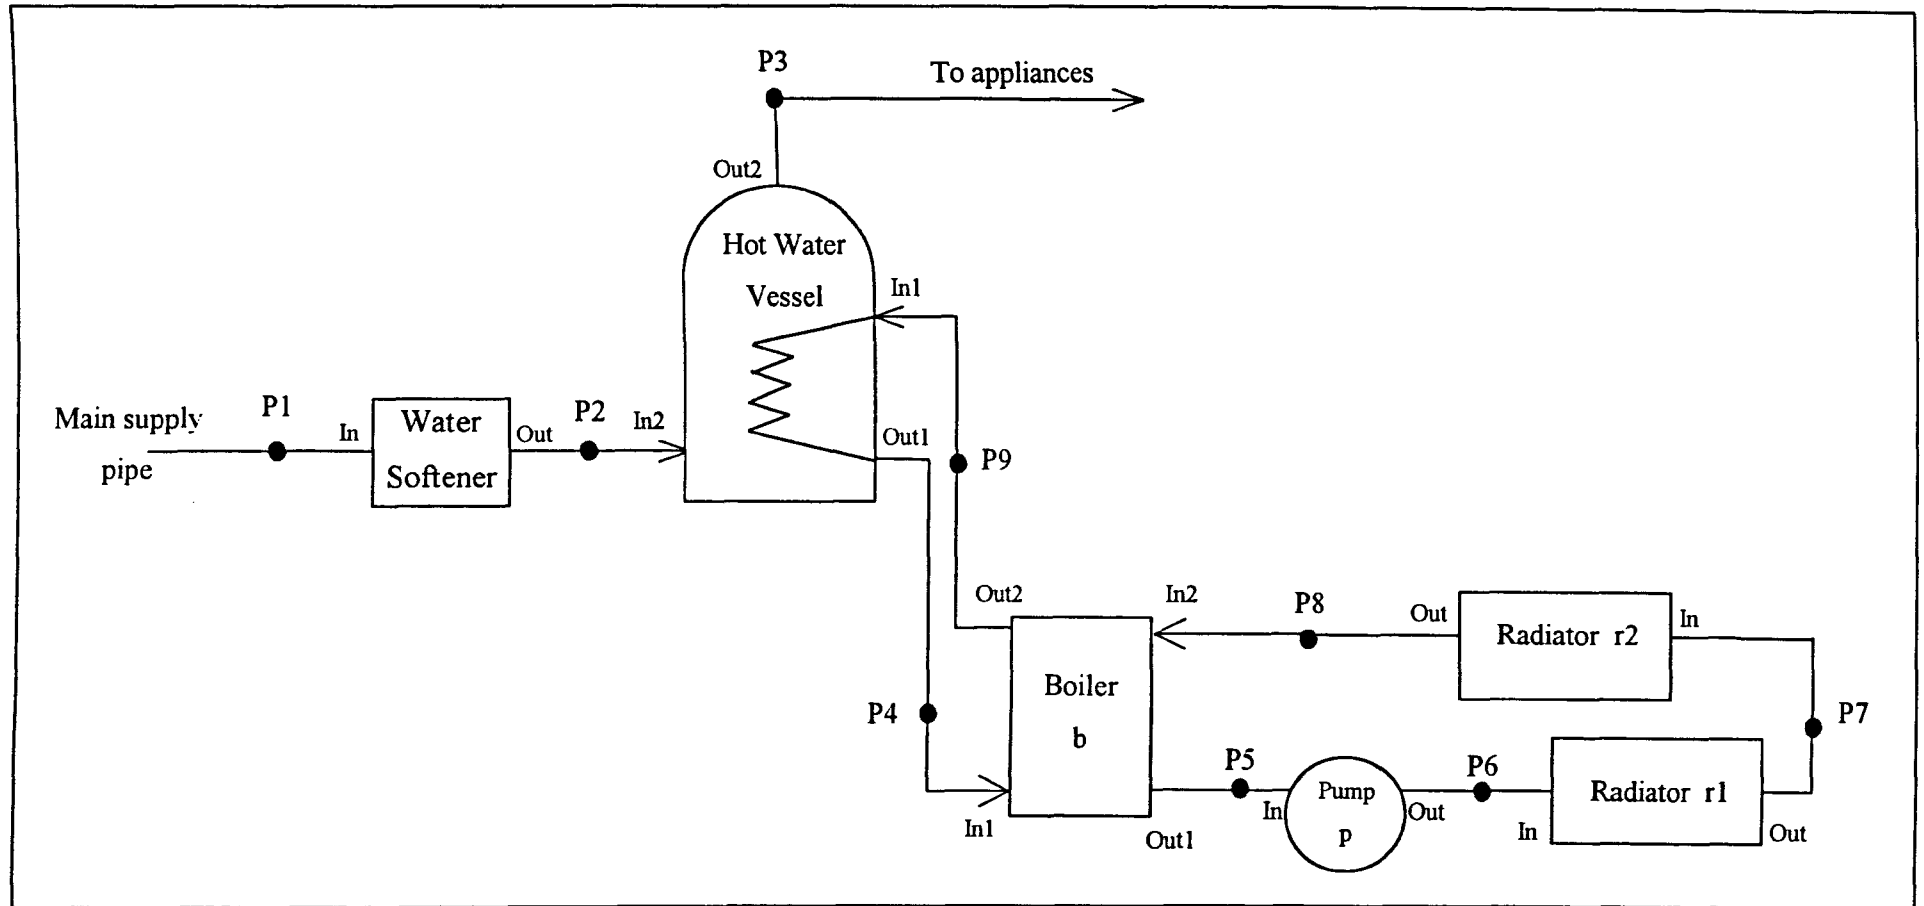 P3
To appliances
Out2
Hot Water
Vessel
In1
Main supply
pipe
P1
In
Water
Softener
Out
P2
In2
Out1
P9
Out2
In2
P8
Out
Radiator r2
In
Boiler
b
P4
In1
Out1
P5
In
Pump
p
Out
P6
In
Radiator r1
Out
P7